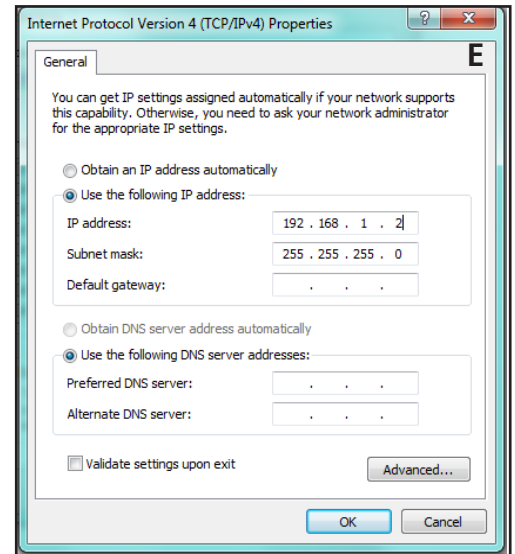 Internet Protocol Version 4 (TCP/IPv4) Properties
?
X
E
General
You can get IP settings assigned automatically if your network supports
this capability. Otherwise, you need to ask your network administrator
for the appropriate IP settings.
Obtain an IP address automatically
Use the following IP address:
IP address: 192 . 168 . 1 . 2
Subnet mask: 255 . 255 . 255 . 0
Default gateway: . . .
Obtain DNS server address automatically
Use the following DNS server addresses:
Preferred DNS server: . . .
Alternate DNS server: . . .
Validate settings upon exit
Advanced...
OK Cancel